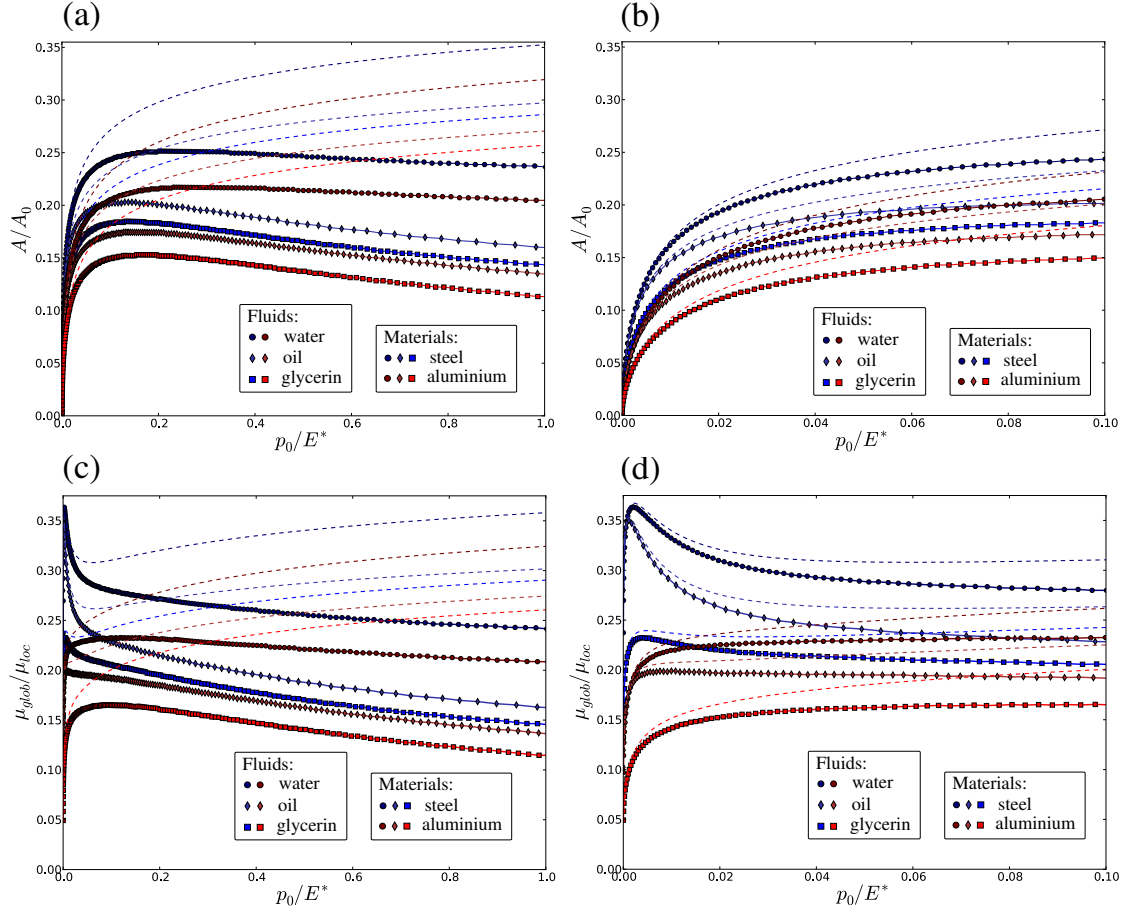 (a)
A/A0
0.35
0.30
0.25
0.20
0.15
0.10
0.05
0.00
Fluids:
water
oil
glycerin
Materials:
steel
aluminium
0.0 0.2 0.4 0.6 0.8 1.0
p0/E*
(b)
A/A0
0.35
0.30
0.25
0.20
0.15
0.10
0.05
0.00
Fluids:
water
oil
glycerin
Materials:
steel
aluminium
0.00 0.02 0.04 0.06 0.08 0.10
p0/E*
(c)
μglob/μloc
0.35
0.30
0.25
0.20
0.15
0.10
0.05
0.00
Fluids:
water
oil
glycerin
Materials:
steel
aluminium
0.0 0.2 0.4 0.6 0.8 1.0
p0/E*
(d)
μglob/μloc
0.35
0.30
0.25
0.20
0.15
0.10
0.05
0.00
Fluids:
water
oil
glycerin
Materials:
steel
aluminium
0.00 0.02 0.04 0.06 0.08 0.10
p0/E*